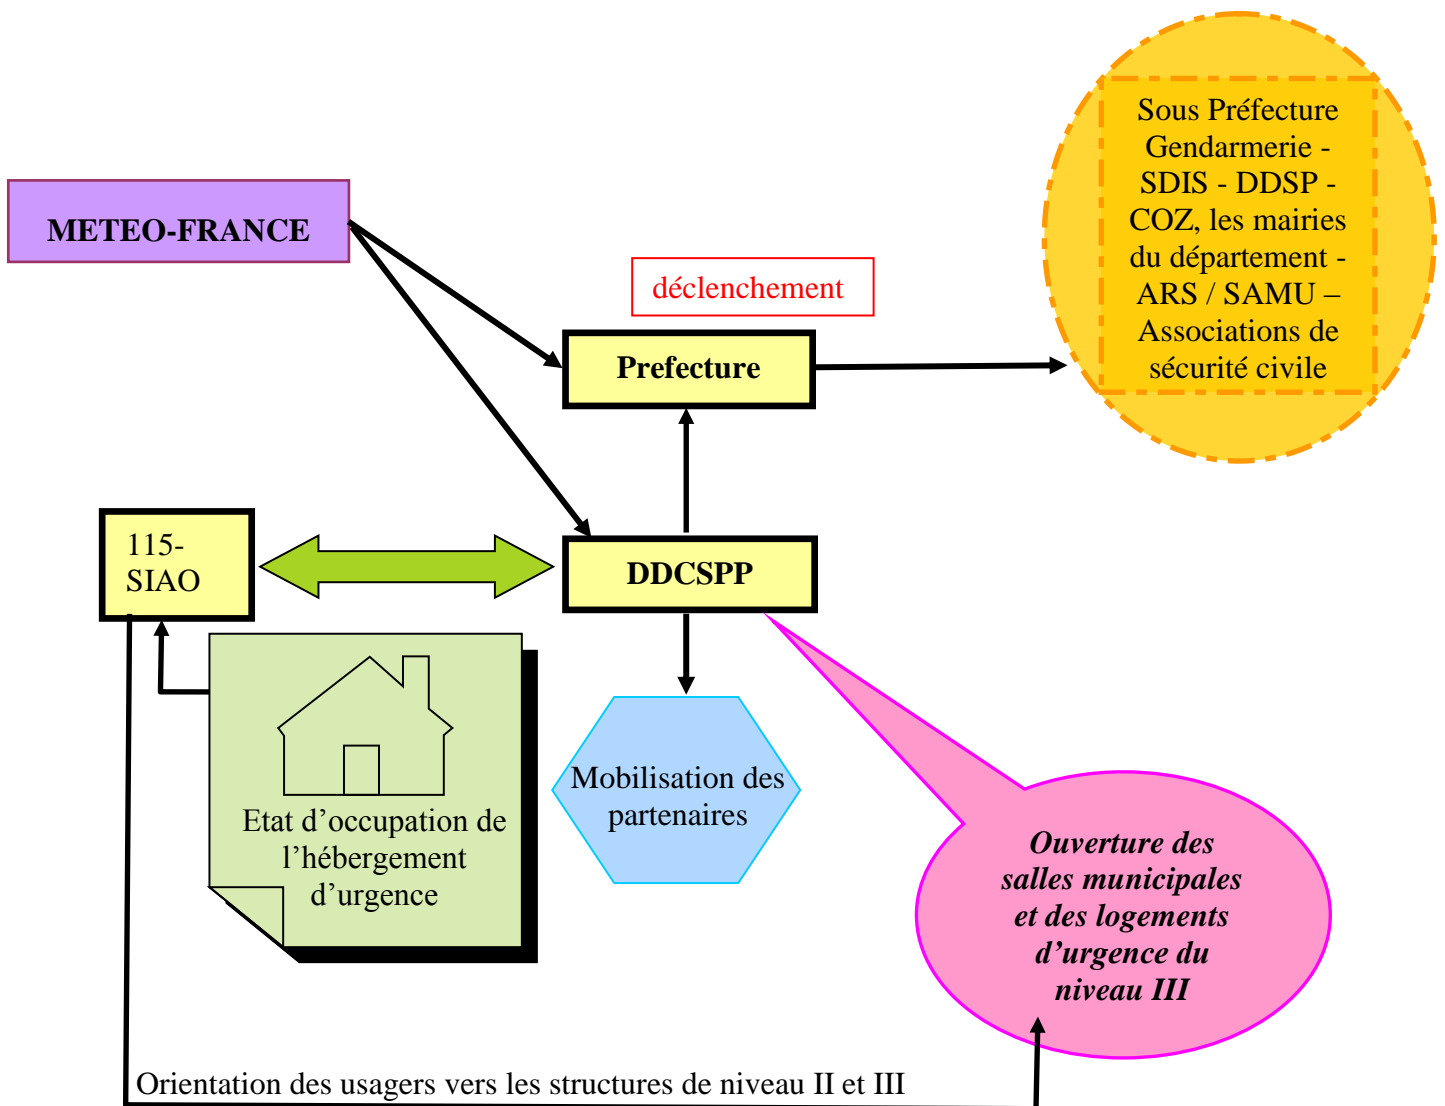 Sous Préfecture
Gendarmerie -
SDIS - DDSP -
COZ, les mairies
du département -
ARS / SAMU –
Associations de
sécurité civile
METEO-FRANCE
déclenchement
Prefecture
115-
SIAO
DDCSPP
Mobilisation des
partenaires
Etat d’occupation de
l’hébergement
d’urgence
Ouverture des
salles municipales
et des logements
d’urgence du
niveau III
Orientation des usagers vers les structures de niveau II et III